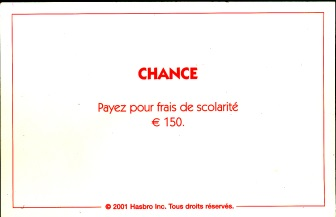 CHANCE
Payez pour frais de scolarité
€ 150.
© 2001 Hasbro Inc. Tous droits réservés.